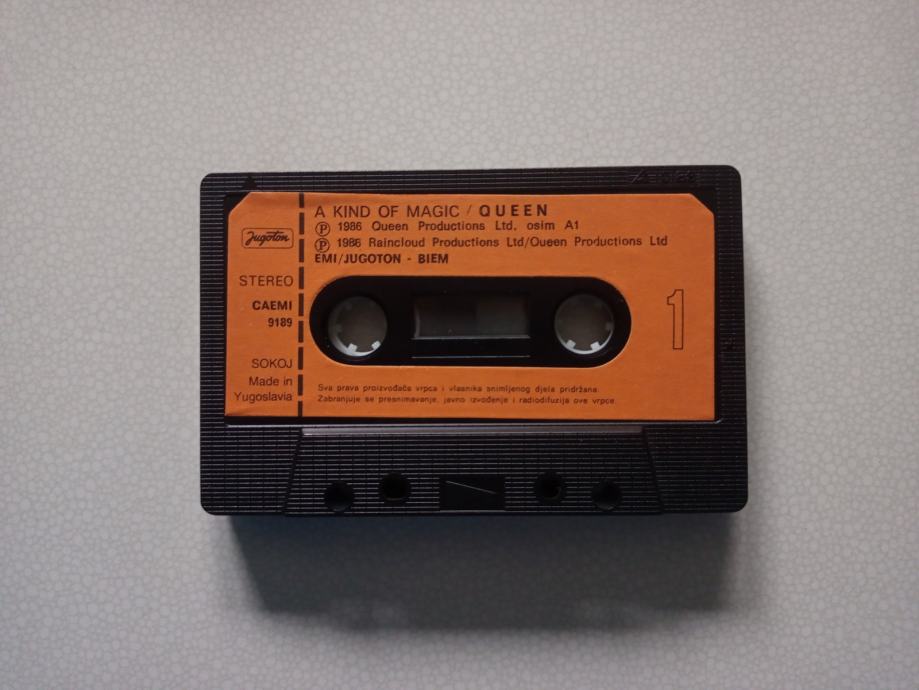 A KIND OF MAGIC / QUEEN
Ⓟ 1986 Queen Productions Ltd, osim A1
Ⓟ 1986 Raincloud Productions Ltd/Queen Productions Ltd
EMI/JUGOTON - BIEM
Jugoton
STEREO
CAEMI
9189
1
SOKOJ
Made in
Yugoslavia
Sva prava proizvođača vrpca i vlasnika snimljenog djela pridržana.
Zabranjuje se presnimavanje, javno izvođenje i radiodifuzija ove vrpce.